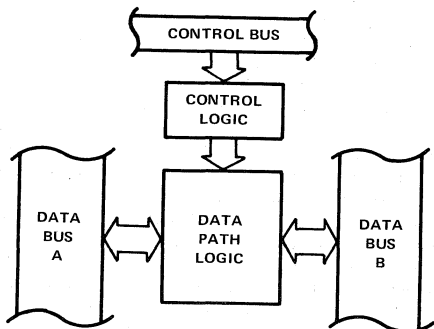 CONTROL BUS
CONTROL
LOGIC
DATA
BUS
A
DATA
PATH
LOGIC
DATA
BUS
B